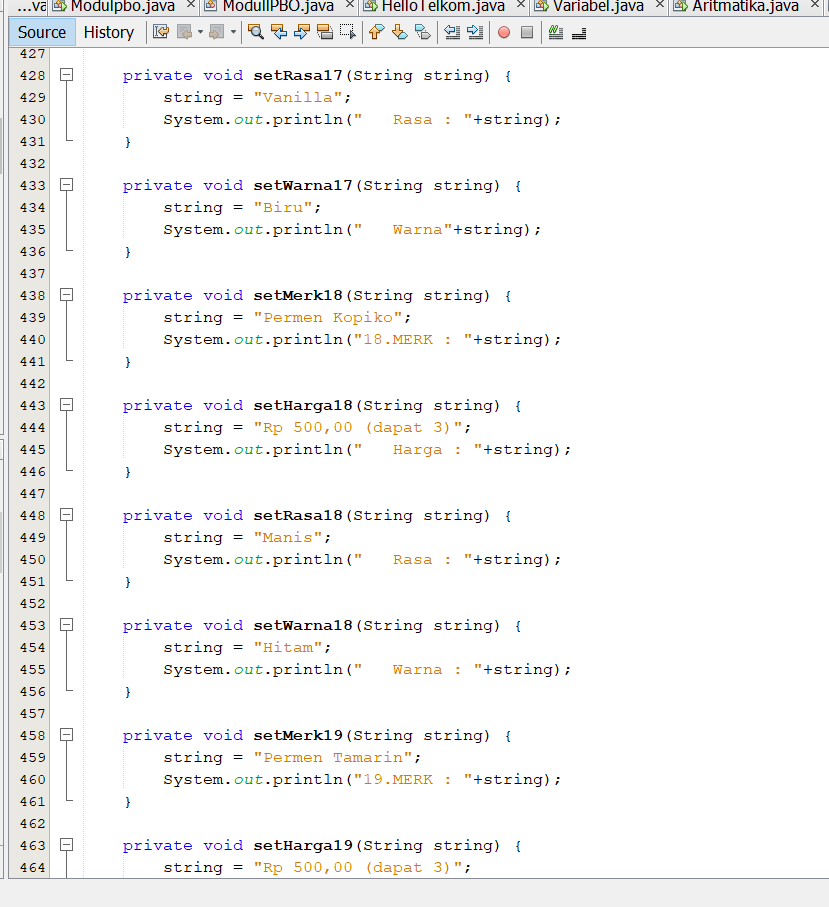 ...va Modulpbo.java × ModulIPBO.java × HelloTelkom.java × Variabel.java × Aritmatika.java ×
Source History
427
428 private void setRasa17(String string) {
429 string = "Vanilla";
430 System.out.println("   Rasa : "+string);
431 }
432
433 private void setWarna17(String string) {
434 string = "Biru";
435 System.out.println("   Warna"+string);
436 }
437
438 private void setMerk18(String string) {
439 string = "Permen Kopiko";
440 System.out.println("18.MERK : "+string);
441 }
442
443 private void setHarga18(String string) {
444 string = "Rp 500,00 (dapat 3)";
445 System.out.println("   Harga : "+string);
446 }
447
448 private void setRasa18(String string) {
449 string = "Manis";
450 System.out.println("   Rasa : "+string);
451 }
452
453 private void setWarna18(String string) {
454 string = "Hitam";
455 System.out.println("   Warna : "+string);
456 }
457
458 private void setMerk19(String string) {
459 string = "Permen Tamarin";
460 System.out.println("19.MERK : "+string);
461 }
462
463 private void setHarga19(String string) {
464 string = "Rp 500,00 (dapat 3)";